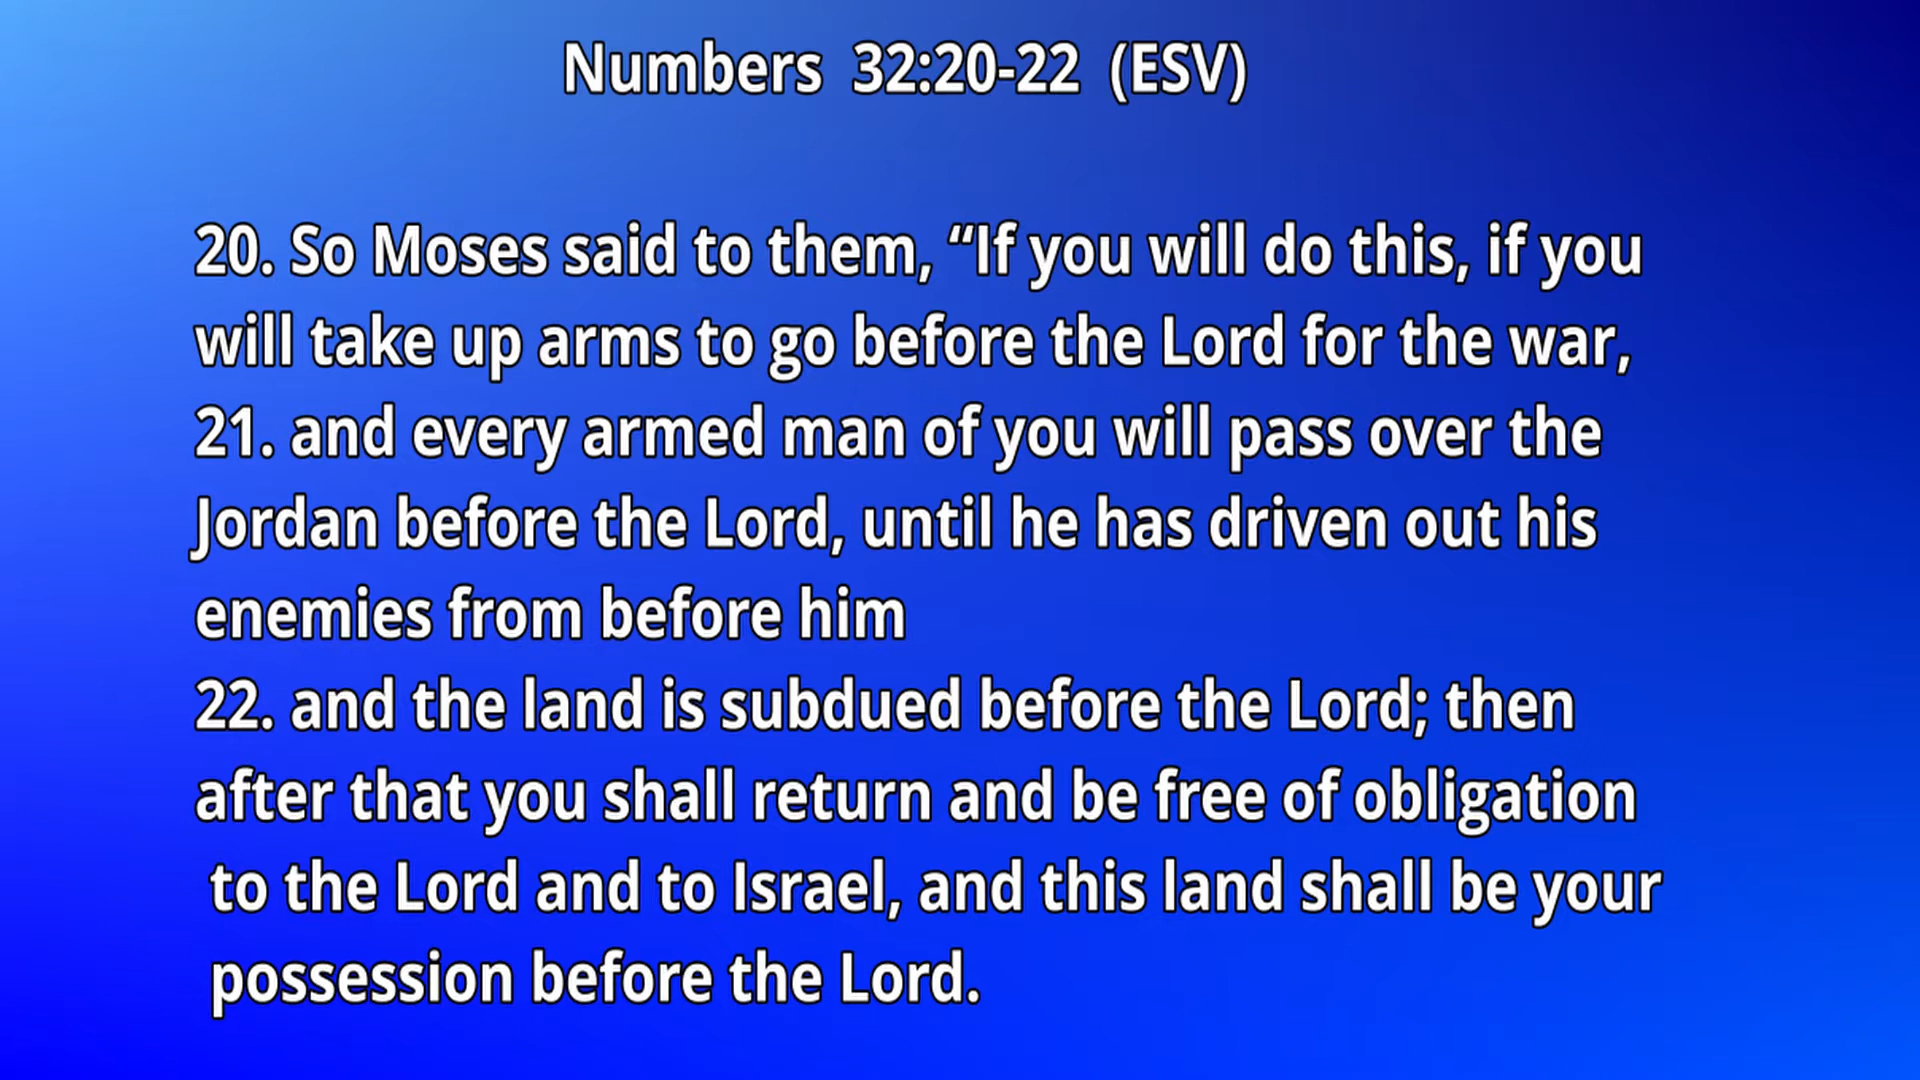 Numbers 32:20-22 (ESV)
20. So Moses said to them, “If you will do this, if you
will take up arms to go before the Lord for the war,
21. and every armed man of you will pass over the
Jordan before the Lord, until he has driven out his
enemies from before him
22. and the land is subdued before the Lord; then
after that you shall return and be free of obligation
to the Lord and to Israel, and this land shall be your
possession before the Lord.